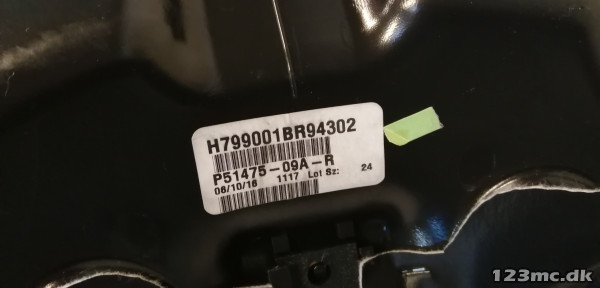 H799001BR94302
P51475-09A-R
06/10/16 1117 Lot Sz: 24
123mc.dk